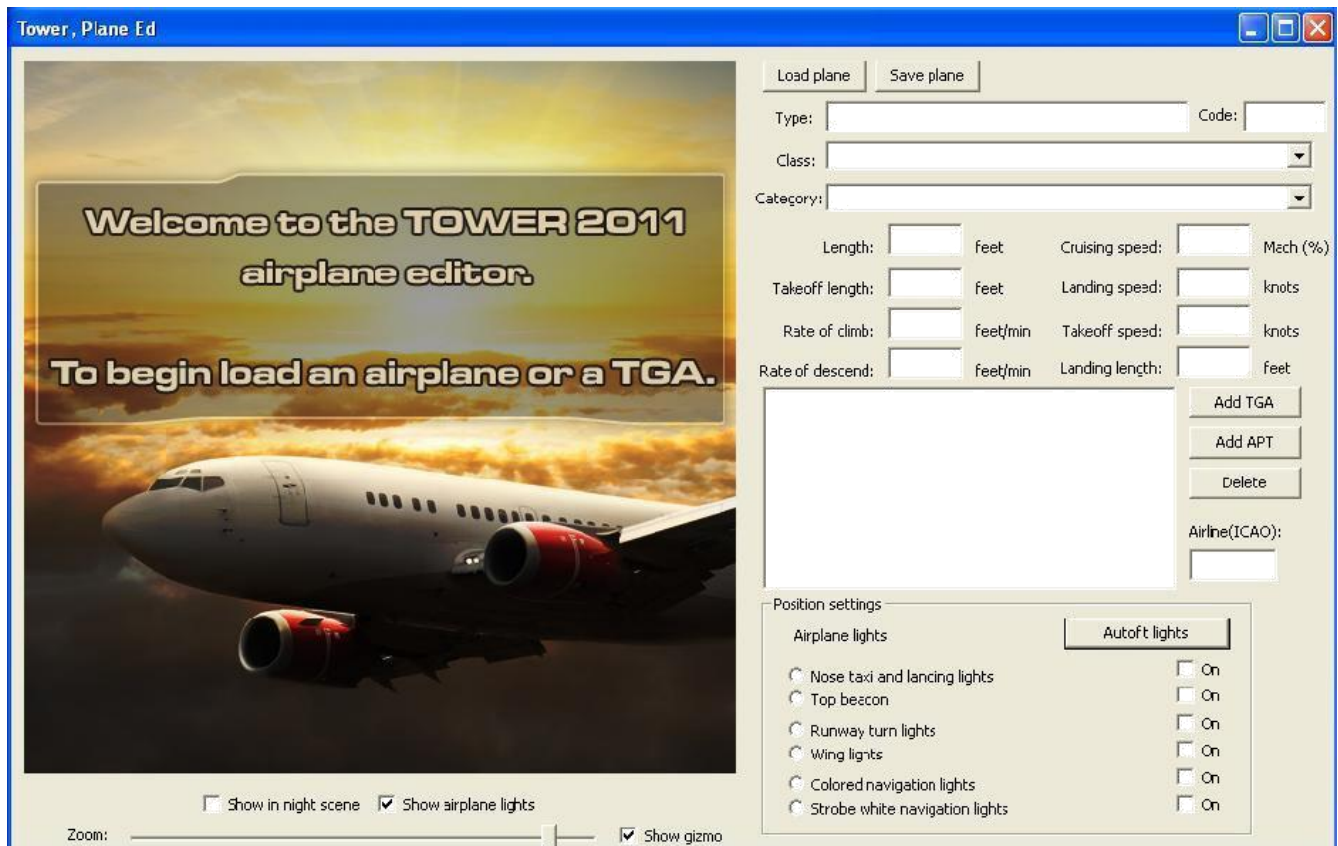 Tower, Plane Ed
Welcome to the TOWER 2011
airplane editor.
To begin load an airplane or a TGA.
Show in night scene Show airplane lights
Zoom: Show gizmo
Load plane Save plane
Type: Code:
Class:
Category:
Length: feet Cruising speed: Mach (%)
Takeoff length: feet Landing speed: knots
Rate of climb: feet/min Takeoff speed: knots
Rate of descend: feet/min Landing length: feet
Add TGA
Add APT
Delete
Airline(ICAO):
Position settings
Airplane lights Autoft lights
Nose taxi and lancing lights On
Top beacon On
Runway turn lights On
Wing lights On
Colored navigation lights On
Strobe white navigation lights On